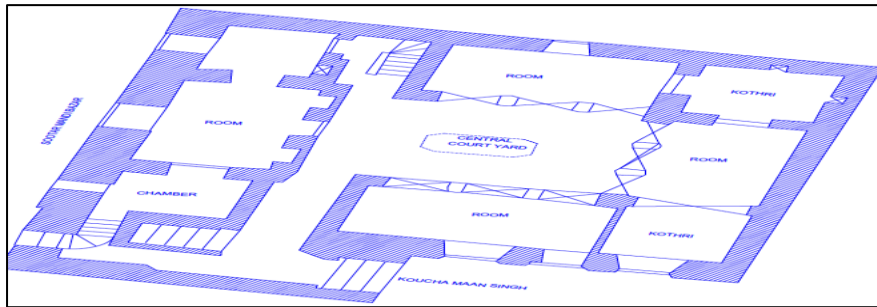 ROOM
KOTHRI
ROOM
CENTRAL
COURT YARD
ROOM
CHAMBER
ROOM
KOTHRI
KOUCHA MAAN SINGH